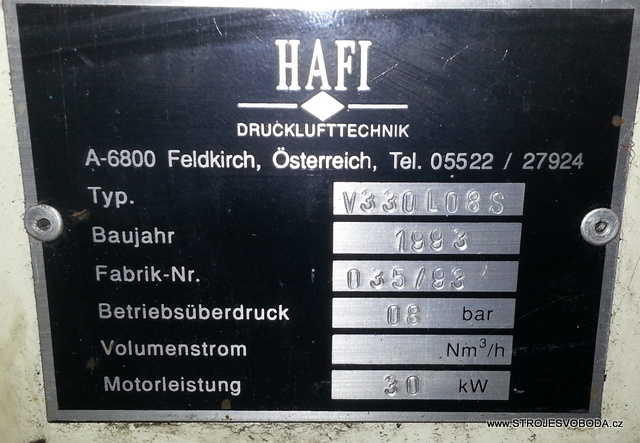 HAFI
DRUCKLUFTTECHNIK
A-6800 Feldkirch, Österreich, Tel. 05522 / 27924
Typ. V330L08S
Baujahr 1993
Fabrik-Nr. 035/93
Betriebsüberdruck 08 bar
Volumenstrom Nm³/h
Motorleistung 30 kW
www.STROJESVOBODA.cz